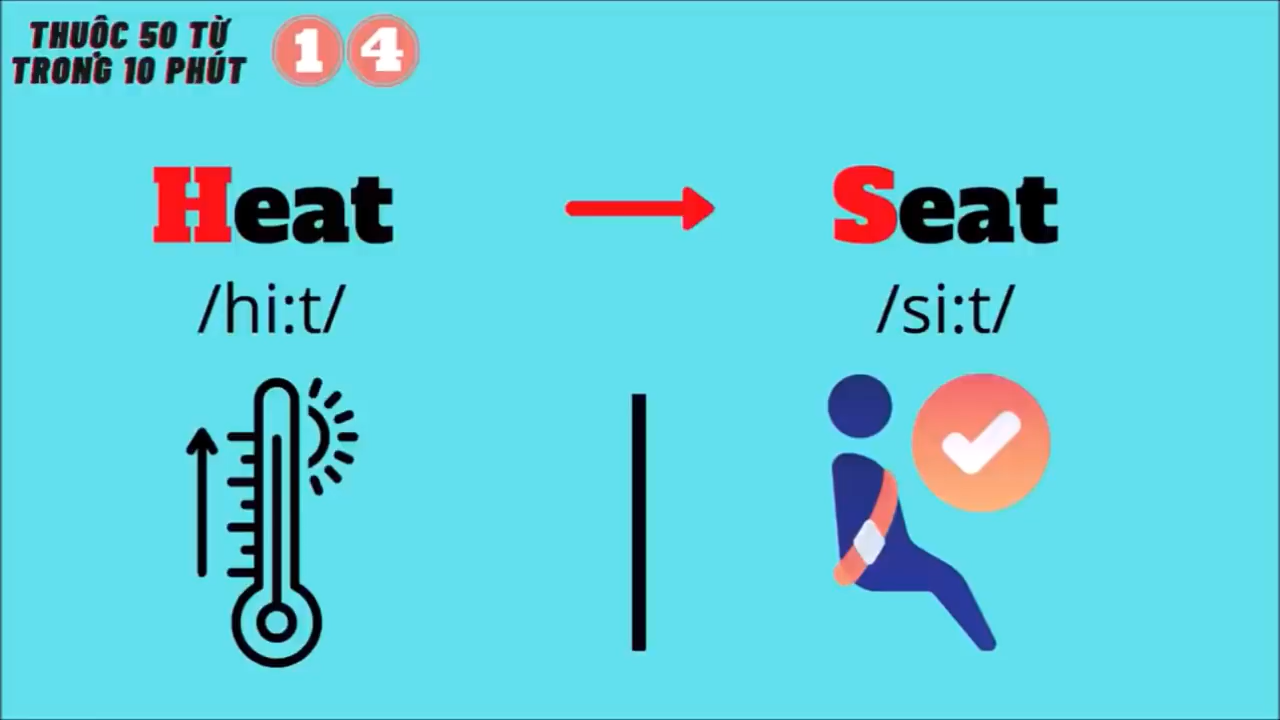 THUỘC 50 TỪ
TRONG 10 PHÚT
1 4
Heat
Seat
/hi:t/
/si:t/